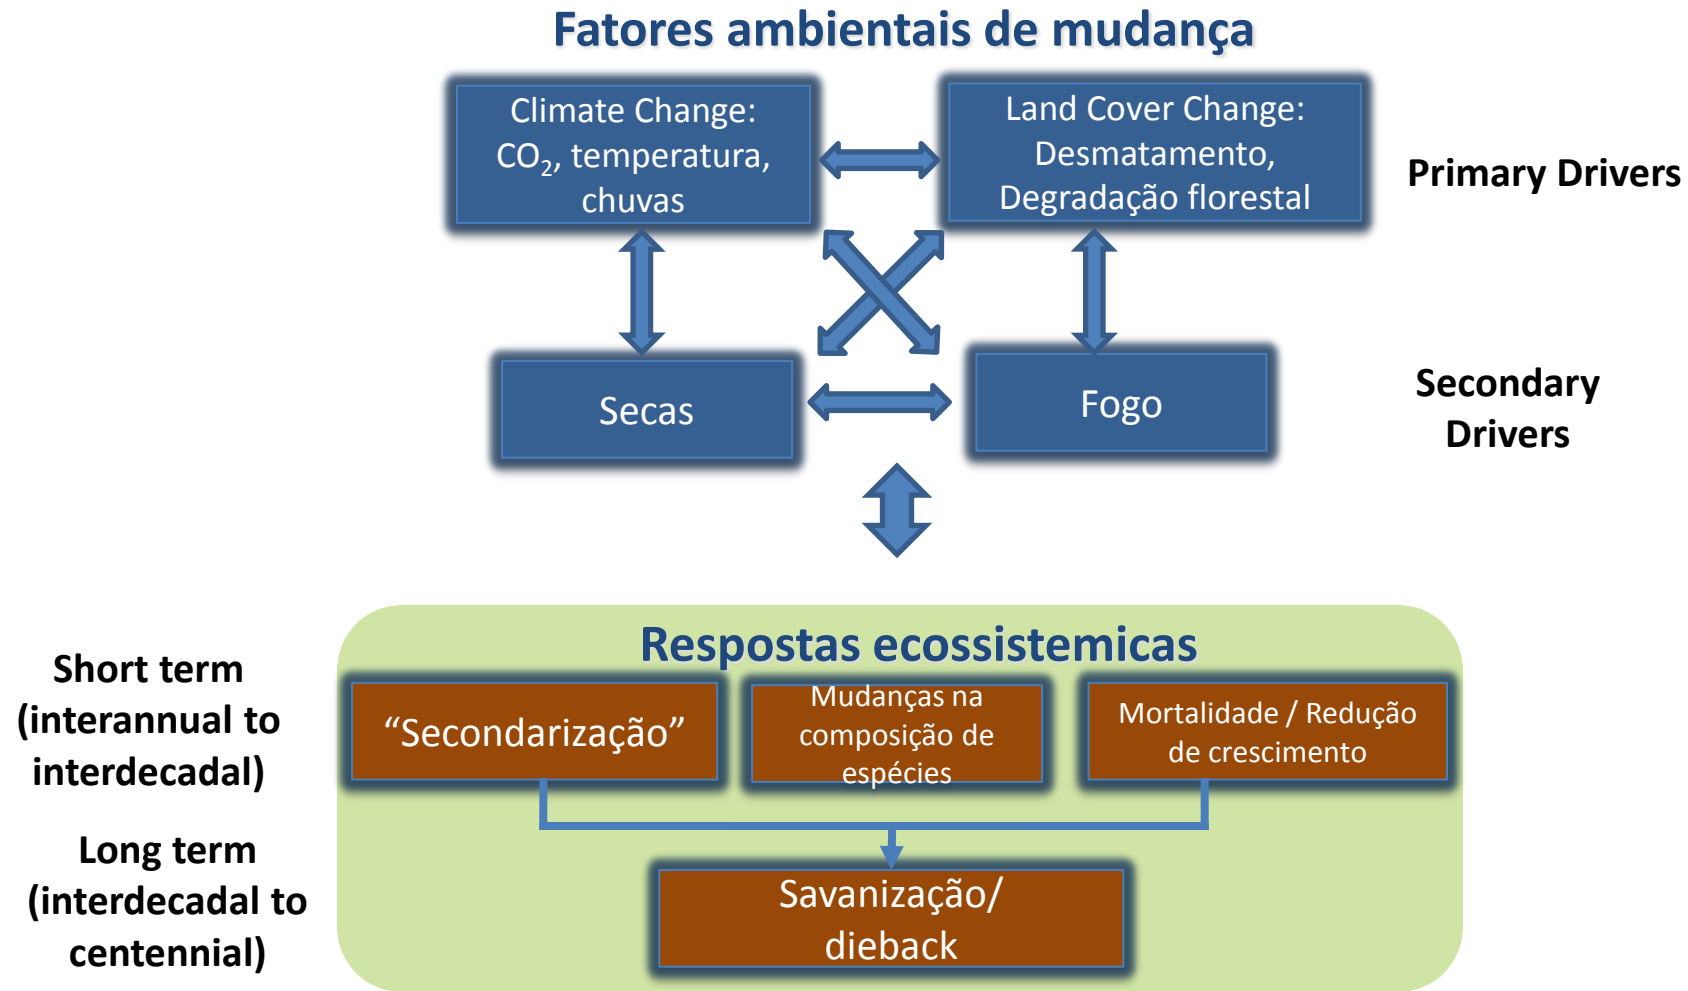 Fatores ambientais de mudança
Climate Change:
CO₂, temperatura,
chuvas
Land Cover Change:
Desmatamento,
Degradação florestal
Primary Drivers
Secas
Fogo
Secondary
Drivers
Respostas ecossistemicas
Short term
(interannual to
interdecadal)
“Secondarização”
Mudanças na
composição de
espécies
Mortalidade / Redução
de crescimento
Long term
(interdecadal to
centennial)
Savanização/
dieback